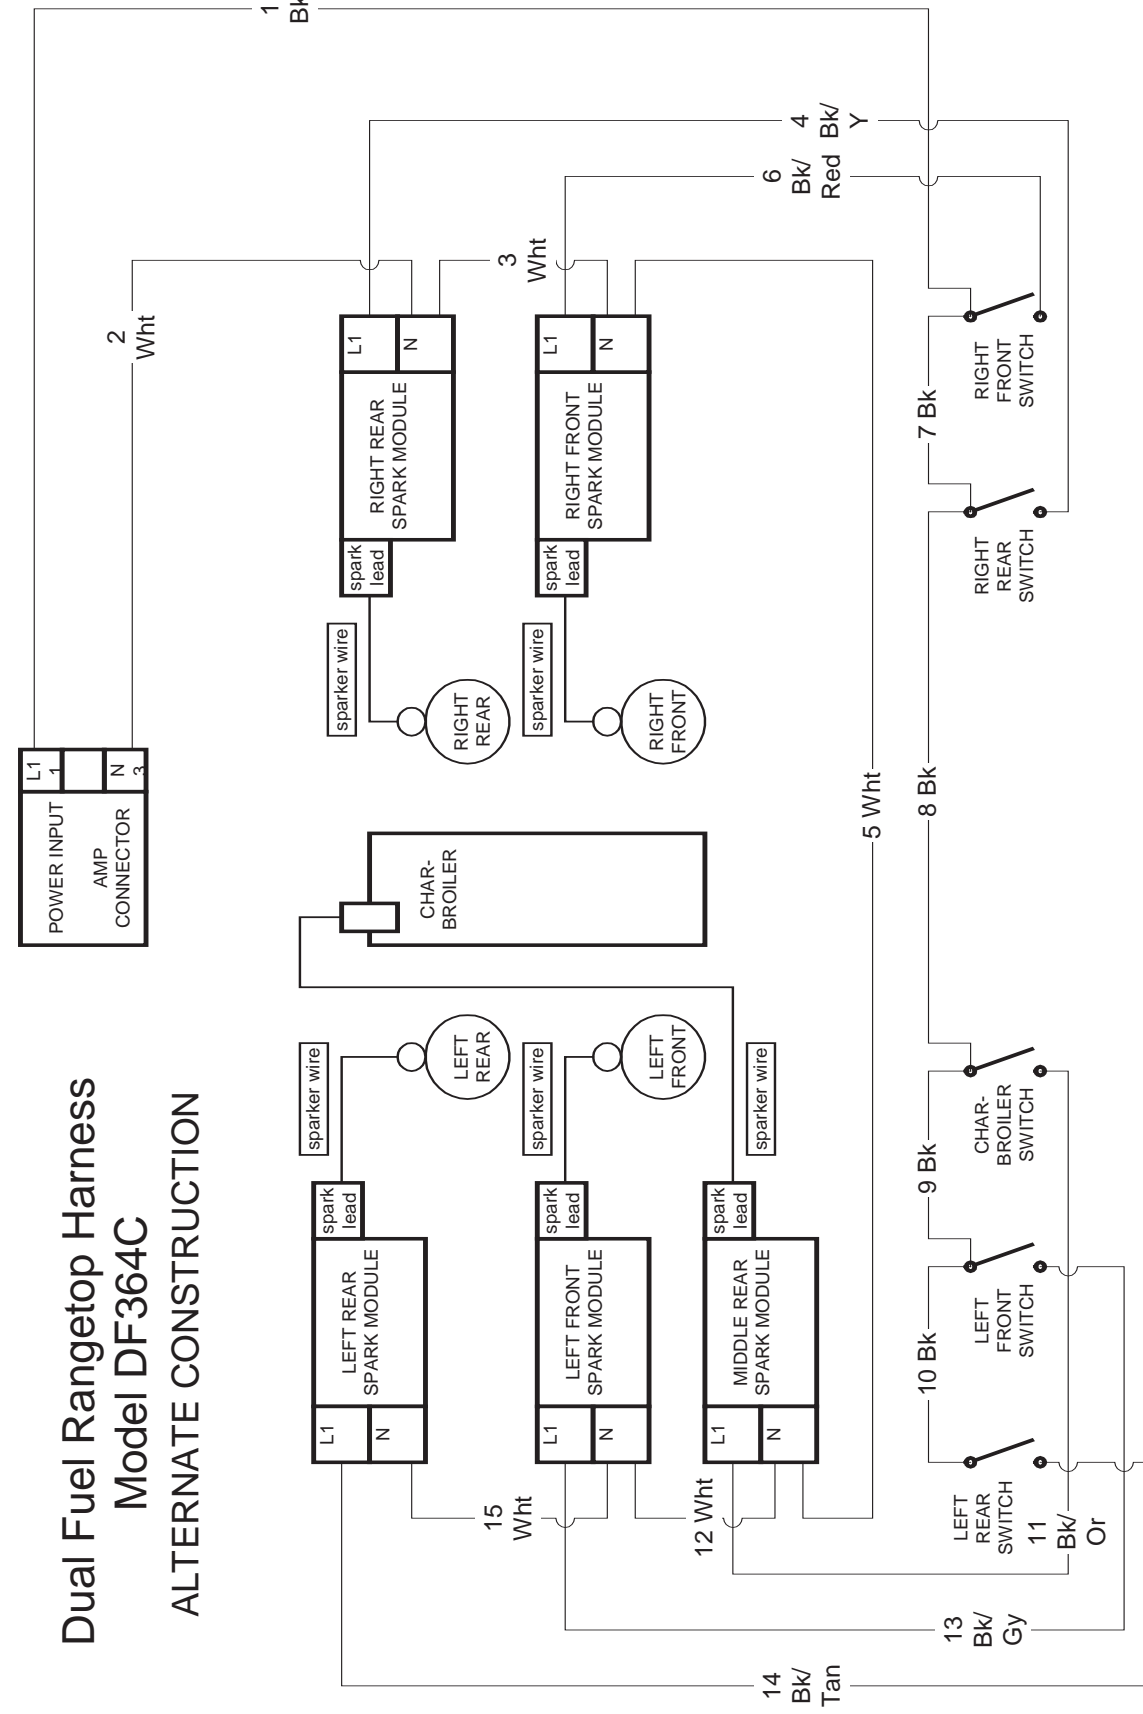 Dual Fuel Rangetop Harness
Model DF364C
ALTERNATE CONSTRUCTION
POWER INPUT
AMP
CONNECTOR
L1
1
N
3
1
2
Wht
LEFT REAR
SPARK MODULE
L1
N
spark
lead
sparker wire
LEFT
REAR
RIGHT
REAR
sparker wire
spark
lead
RIGHT REAR
SPARK MODULE
L1
N
15
Wht
3
Wht
LEFT FRONT
SPARK MODULE
L1
N
spark
lead
sparker wire
LEFT
FRONT
CHAR-
BROILER
RIGHT
FRONT
sparker wire
spark
lead
RIGHT FRONT
SPARK MODULE
L1
N
12 Wht
MIDDLE REAR
SPARK MODULE
L1
N
spark
lead
sparker wire
14
Bk/
Tan
6
Bk/
Red
4
Bk/
Y
5 Wht
13
Bk/
Gy
10 Bk
9 Bk
8 Bk
7 Bk
LEFT
REAR
SWITCH
11
Bk/
Or
LEFT
FRONT
SWITCH
CHAR-
BROILER
SWITCH
RIGHT
REAR
SWITCH
RIGHT
FRONT
SWITCH